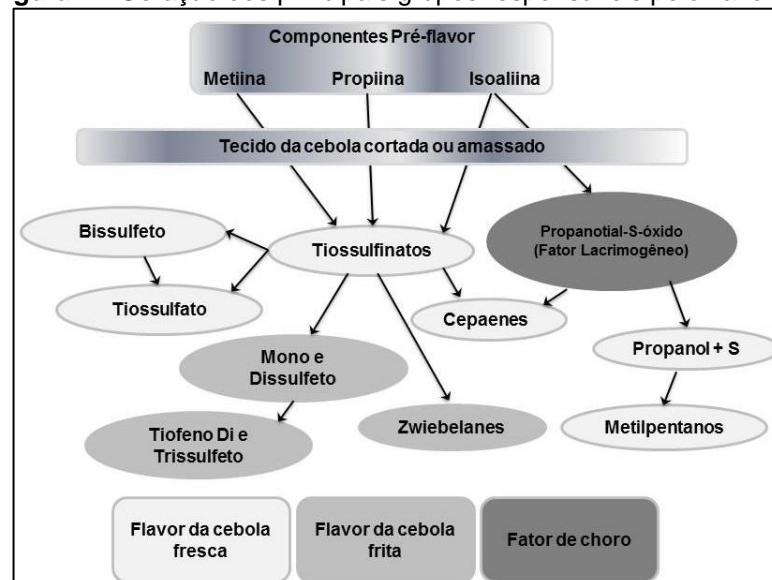 Componentes Pré-flavor
Metiina Propiina Isoaliina
Tecido da cebola cortada ou amassado
Propanotial-S-óxido
(Fator Lacrimogêneo)
Bissulfeto
Tiossulfinatos
Tiossulfato
Cepaenes
Propanol + S
Mono e
Dissulfeto
Zwiebelanes
Metilpentanos
Tiofeno Di e
Trissulfeto
Flavor da cebola
fresca
Flavor da cebola
frita
Fator de choro